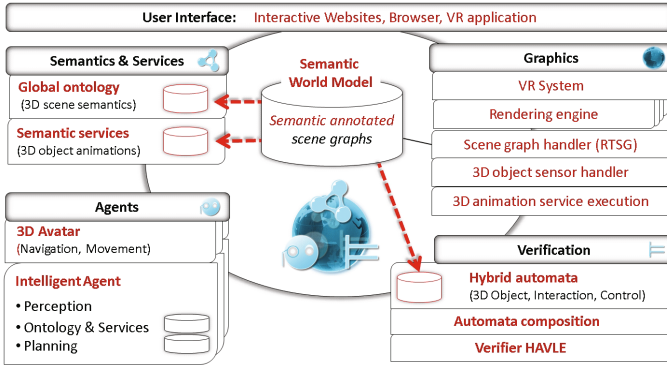 User Interface: Interactive Websites, Browser, VR application
Semantics & Services
Global ontology
(3D scene semantics)
Semantic services
(3D object animations)
Semantic
World Model
Semantic annotated
scene graphs
Graphics
VR System
Rendering engine
Scene graph handler (RTSG)
3D object sensor handler
3D animation service execution
Agents
3D Avatar
(Navigation, Movement)
Intelligent Agent
• Perception
• Ontology & Services
• Planning
Verification
Hybrid automata
(3D Object, Interaction, Control)
Automata composition
Verifier HAVLE